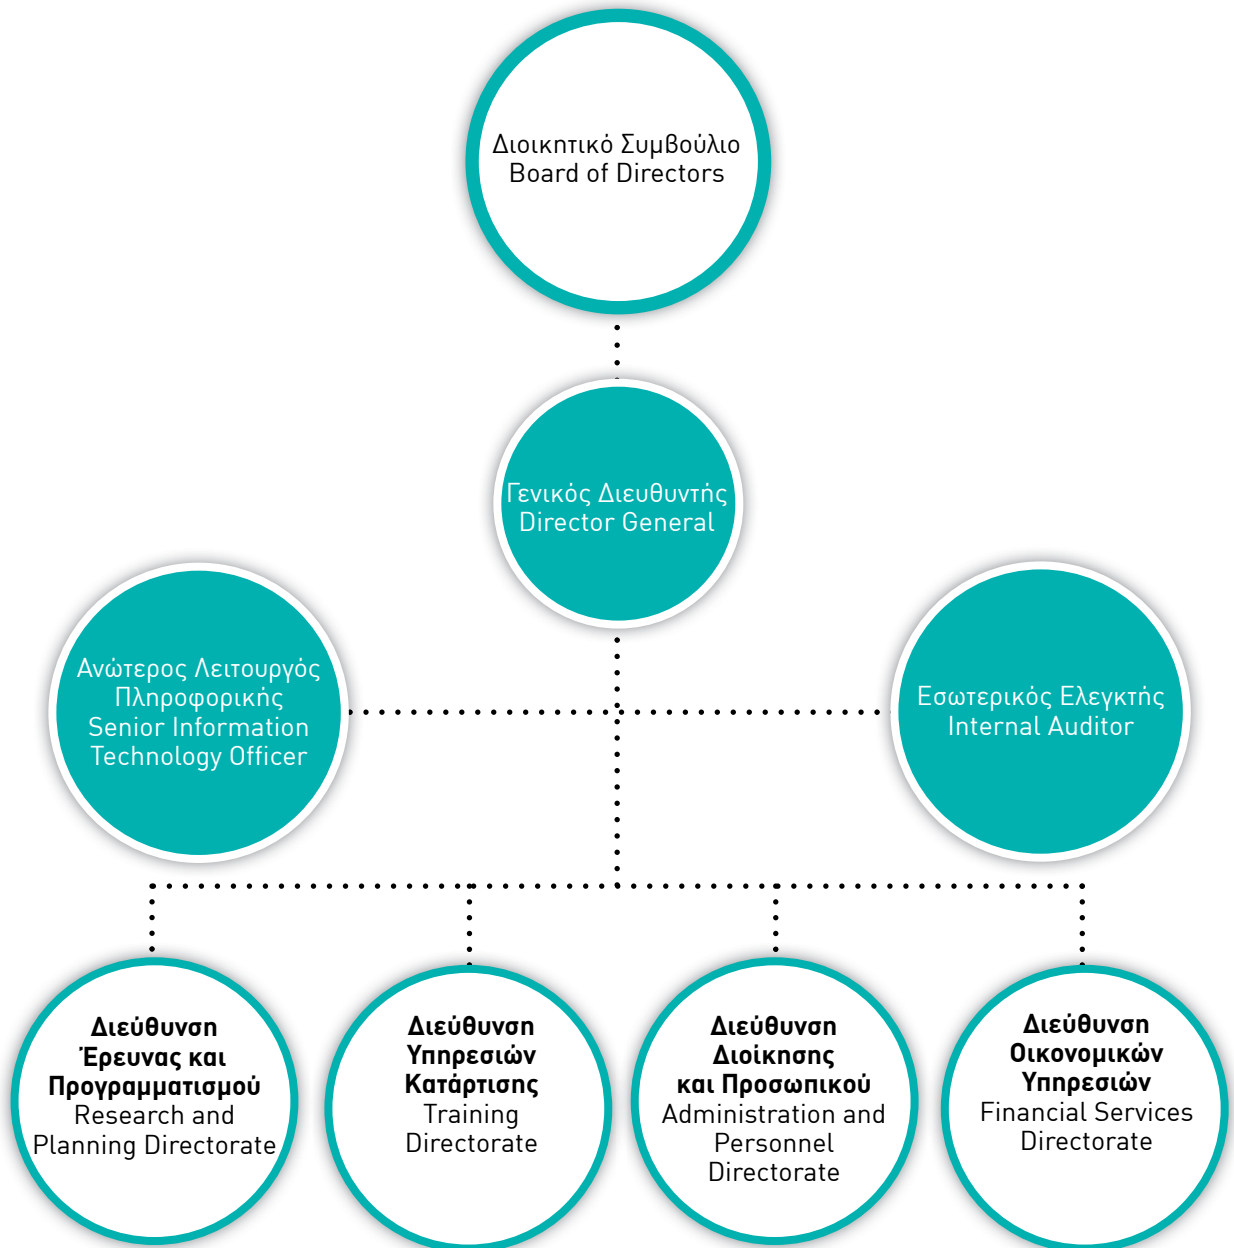 Διοικητικό Συμβούλιο
Board of Directors
Γενικός Διευθυντής
Director General
Ανώτερος Λειτουργός
Πληροφορικής
Senior Information
Technology Officer
Εσωτερικός Ελεγκτής
Internal Auditor
Διεύθυνση
Έρευνας και
Προγραμματισμού
Research and
Planning Directorate
Διεύθυνση
Υπηρεσιών
Κατάρτισης
Training
Directorate
Διεύθυνση
Διοίκησης
και Προσωπικού
Administration and
Personnel
Directorate
Διεύθυνση
Οικονομικών
Υπηρεσιών
Financial Services
Directorate